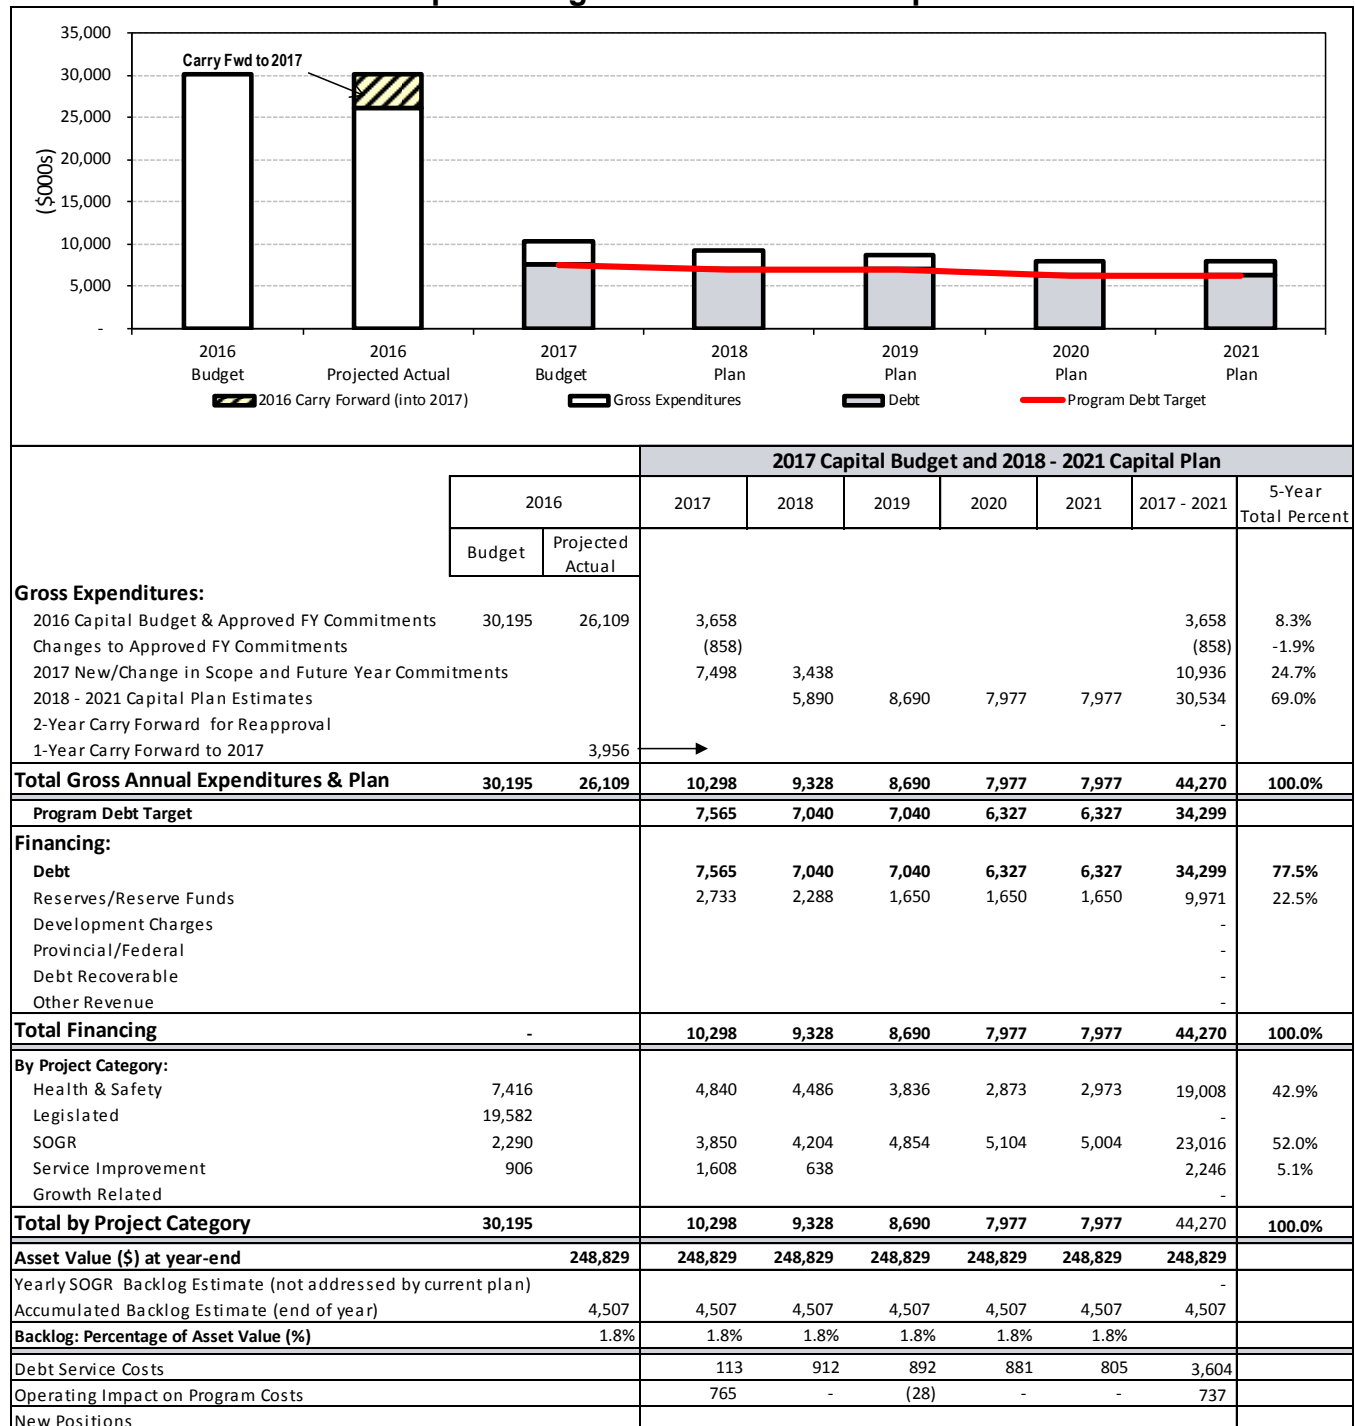 35,000
30,000
25,000
20,000
15,000
10,000
5,000
-
($000s)
Carry Fwd to 2017
2016 Budget
2016 Projected Actual
2017 Budget
2018 Plan
2019 Plan
2020 Plan
2021 Plan
2016 Carry Forward (into 2017) Gross Expenditures Debt Program Debt Target
2017 Capital Budget and 2018 - 2021 Capital Plan
2016 2017 2018 2019 2020 2021 2017 - 2021 5-Year Total Percent
Budget Projected Actual
Gross Expenditures:
2016 Capital Budget & Approved FY Commitments 30,195 26,109 3,658 3,658 8.3%
Changes to Approved FY Commitments (858) (858) -1.9%
2017 New/Change in Scope and Future Year Commitments 7,498 3,438 10,936 24.7%
2018 - 2021 Capital Plan Estimates 5,890 8,690 7,977 7,977 30,534 69.0%
2-Year Carry Forward for Reapproval -
1-Year Carry Forward to 2017 3,956
Total Gross Annual Expenditures & Plan 30,195 26,109 10,298 9,328 8,690 7,977 7,977 44,270 100.0%
Program Debt Target 7,565 7,040 7,040 6,327 6,327 34,299
Financing:
Debt 7,565 7,040 7,040 6,327 6,327 34,299 77.5%
Reserves/Reserve Funds 2,733 2,288 1,650 1,650 1,650 9,971 22.5%
Development Charges -
Provincial/Federal -
Debt Recoverable -
Other Revenue -
Total Financing - 10,298 9,328 8,690 7,977 7,977 44,270 100.0%
By Project Category:
Health & Safety 7,416 4,840 4,486 3,836 2,873 2,973 19,008 42.9%
Legislated 19,582 -
SOGR 2,290 3,850 4,204 4,854 5,104 5,004 23,016 52.0%
Service Improvement 906 1,608 638 2,246 5.1%
Growth Related -
Total by Project Category 30,195 10,298 9,328 8,690 7,977 7,977 44,270 100.0%
Asset Value ($) at year-end 248,829 248,829 248,829 248,829 248,829 248,829 248,829
Yearly SOGR Backlog Estimate (not addressed by current plan) -
Accumulated Backlog Estimate (end of year) 4,507 4,507 4,507 4,507 4,507 4,507 4,507
Backlog: Percentage of Asset Value (%) 1.8% 1.8% 1.8% 1.8% 1.8% 1.8%
Debt Service Costs 113 912 892 881 805 3,604
Operating Impact on Program Costs 765 - (28) - - 737
New Positions